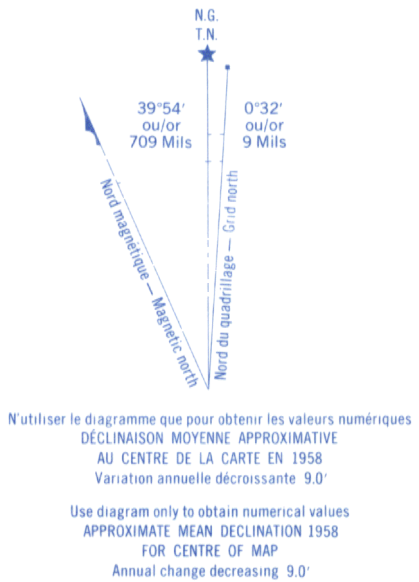 N.G.
T.N.
39°54′
ou/or
709 Mils
0°32′
ou/or
9 Mils
Nord magnétique — Magnetic north
Nord du quadrillage — Grid north
N'utiliser le diagramme que pour obtenir les valeurs numériques
DÉCLINAISON MOYENNE APPROXIMATIVE
AU CENTRE DE LA CARTE EN 1958
Variation annuelle décroissante 9.0′
Use diagram only to obtain numerical values
APPROXIMATE MEAN DECLINATION 1958
FOR CENTRE OF MAP
Annual change decreasing 9.0′